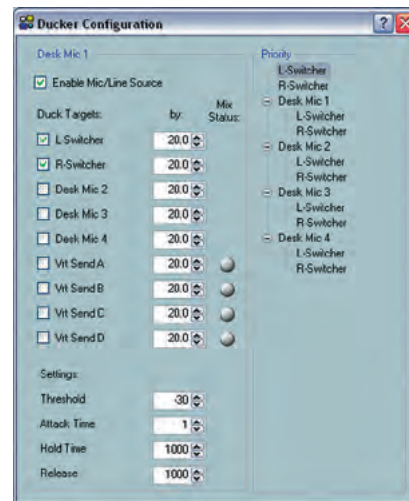 Ducker Configuration
Desk Mic 1
Enable Mic/Line Source
Duck Targets: by: Mix Status:
L Switcher 20.0
R-Switcher 20.0
Desk Mic 2 20.0
Desk Mic 3 20.0
Desk Mic 4 20.0
Vrt Send A 20.0
Vrt Send B 20.0
Vrt Send C 20.0
Vrt Send D 20.0
Settings:
Threshold -30
Attack Time 1
Hold Time 1000
Release 1000
Priority
L-Switcher
R-Switcher
Desk Mic 1
L-Switcher
R-Switcher
Desk Mic 2
L-Switcher
R-Switcher
Desk Mic 3
L-Switcher
R-Switcher
Desk Mic 4
L-Switcher
R-Switcher